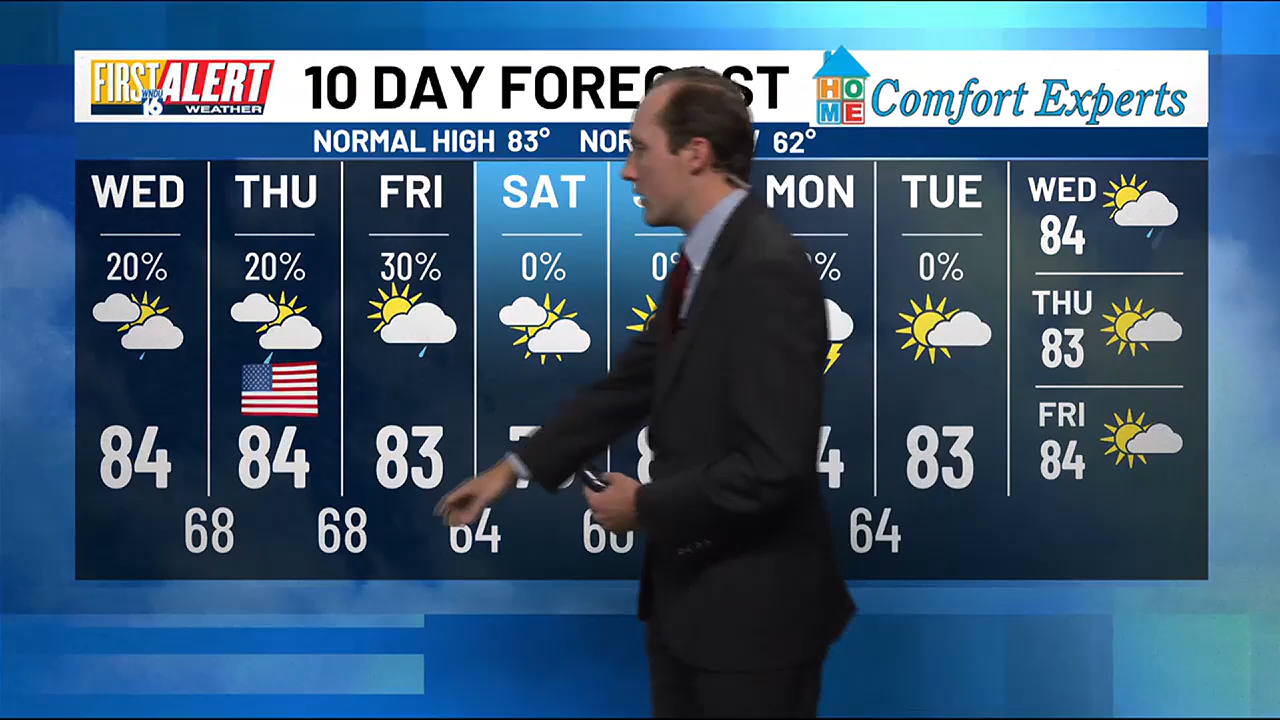 FIRST ALERT
WNDU
16
WEATHER
10 DAY FOREC ST
HOME
Comfort Experts
NORMAL HIGH 83° NOR 62°
WED THU FRI SAT MON TUE
20% 20% 30% 0% 0%
84 84 83 83
68 68 64 64
WED
84
THU
83
FRI
84